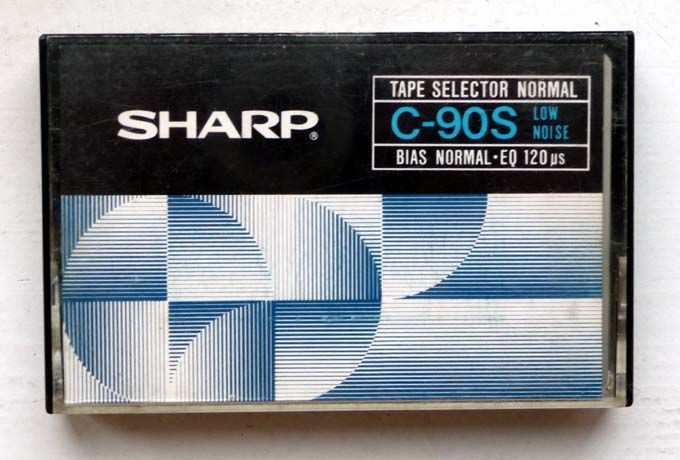 SHARP®
TAPE SELECTOR NORMAL
C-90S
LOW
NOISE
BIAS NORMAL・EQ 120 μs